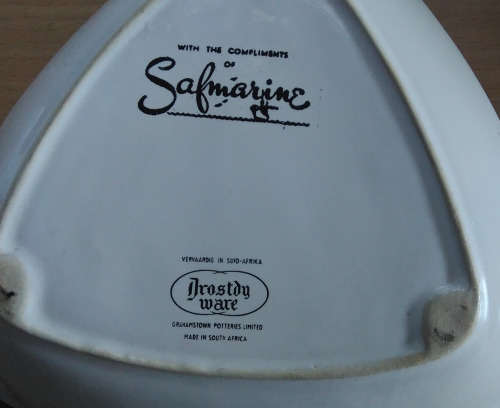 WITH THE COMPLIMENTS
OF
Safmarine
VERVAARDIG IN SUID-AFRIKA
Drostdy
ware
GRAHAMSTOWN POTTERIES LIMITED
MADE IN SOUTH AFRICA